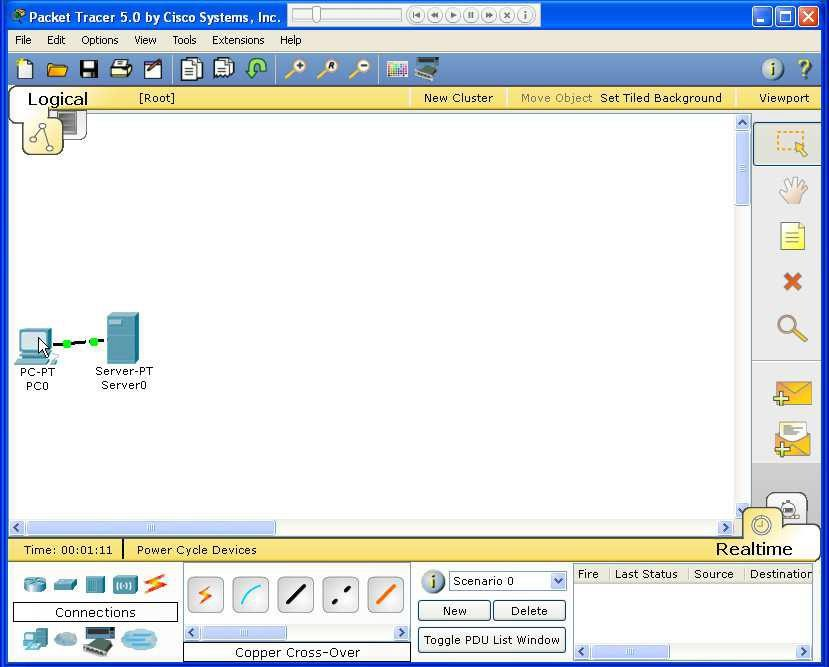 Packet Tracer 5.0 by Cisco Systems, Inc.
File Edit Options View Tools Extensions Help
Logical [Root] New Cluster Move Object Set Tiled Background Viewport
PC-PT
PC0
Server-PT
Server0
Time: 00:01:11 Power Cycle Devices
Realtime
Connections
Copper Cross-Over
Scenario 0
New Delete
Toggle PDU List Window
Fire Last Status Source Destination